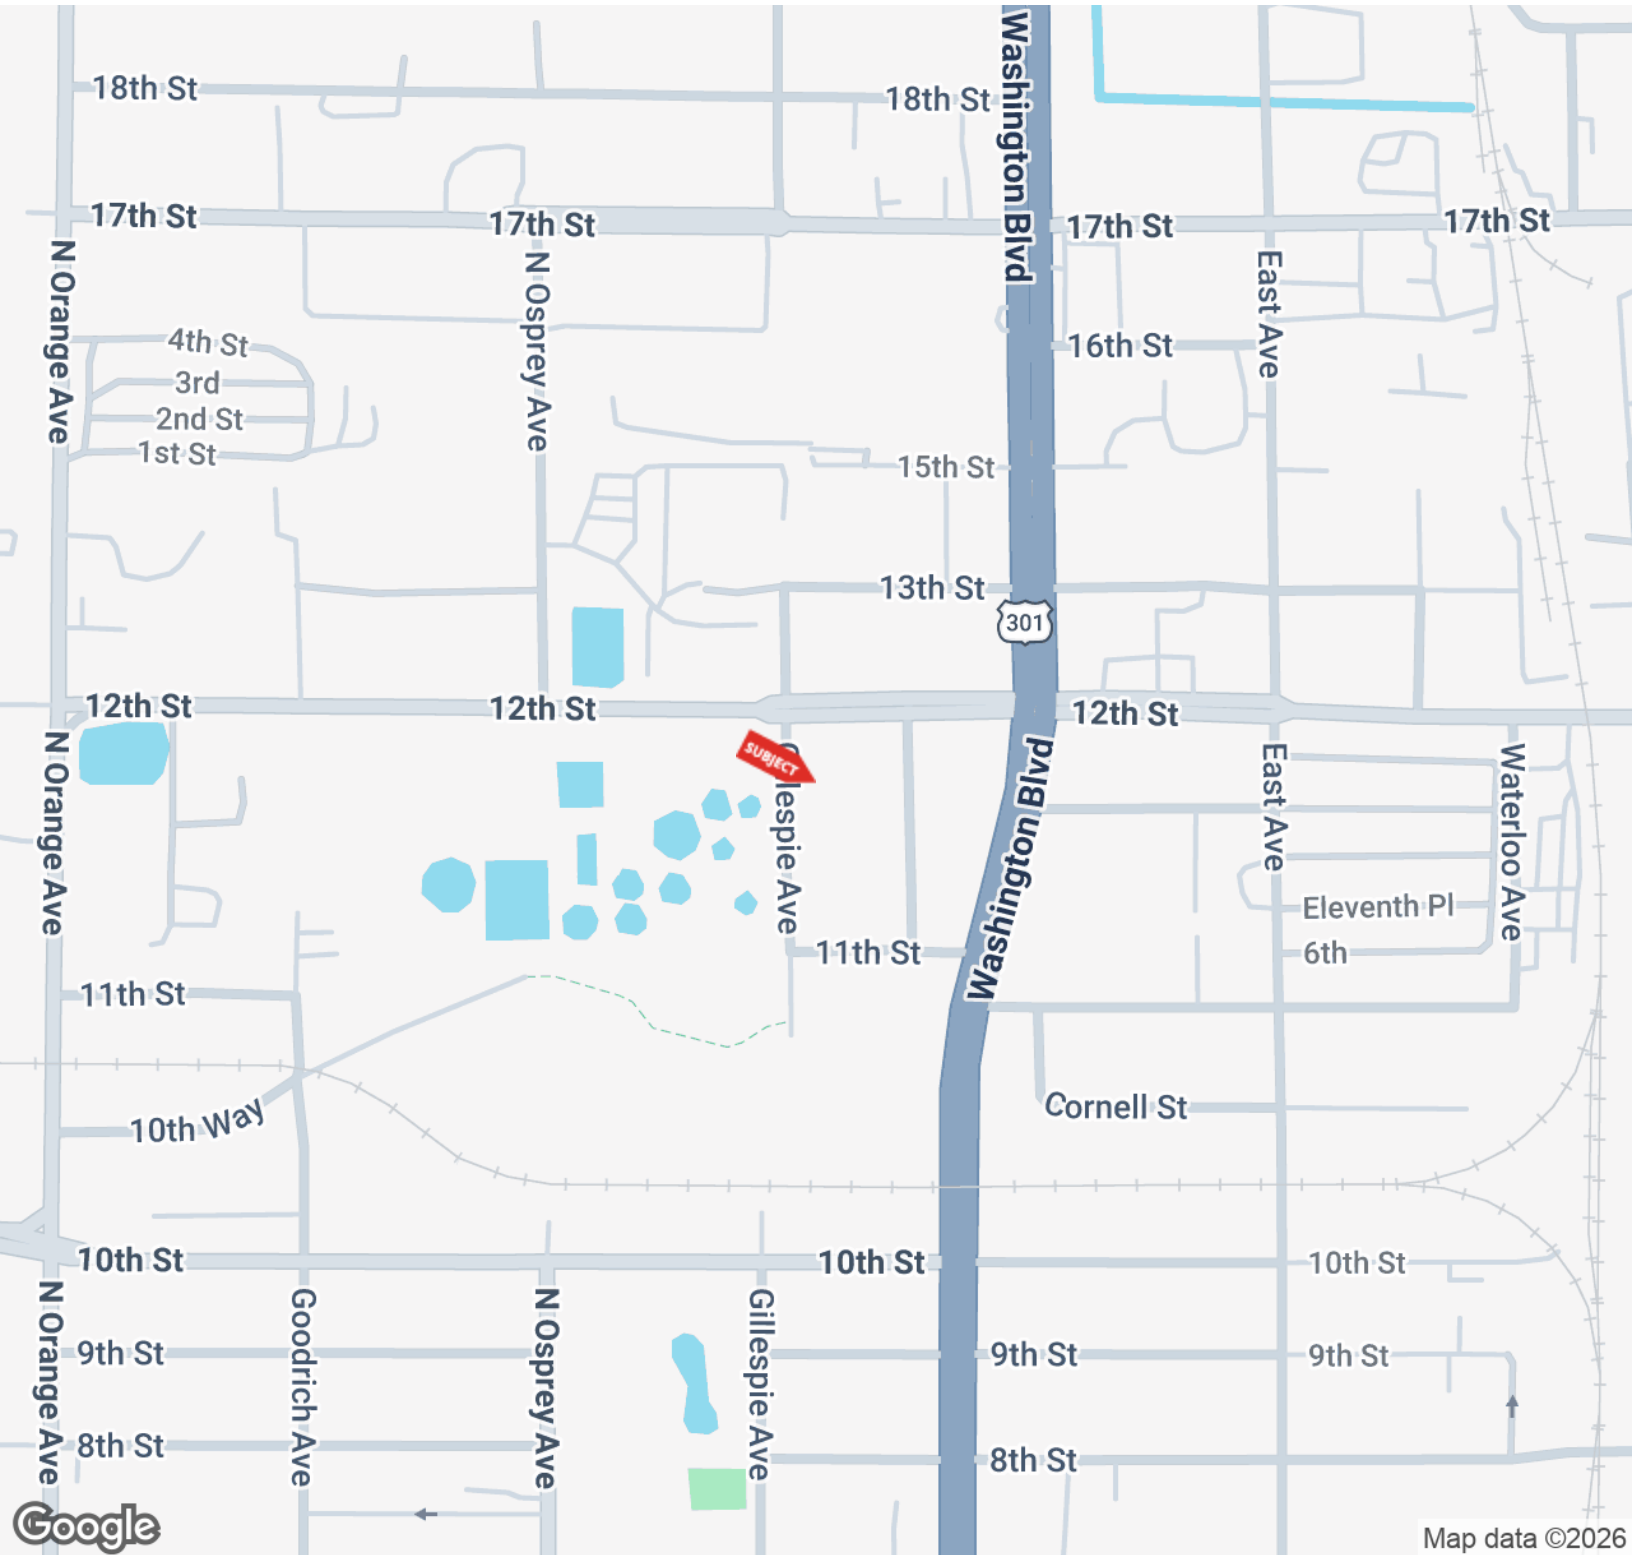 18th St
18th St
Washington Blvd
17th St
17th St
17th St
17th St
N Orange Ave
N Osprey Ave
East Ave
4th St
16th St
3rd
2nd St
1st St
15th St
13th St
301
12th St
12th St
12th St
N Orange Ave
SUBJECT
Washington Blvd
East Ave
Waterloo Ave
Eleventh Pl
11th St
6th
11th St
Cornell St
10th Way
10th St
10th St
10th St
N Orange Ave
Goodrich Ave
N Osprey Ave
Gillespie Ave
9th St
9th St
9th St
8th St
8th St
Google
Map data ©2026